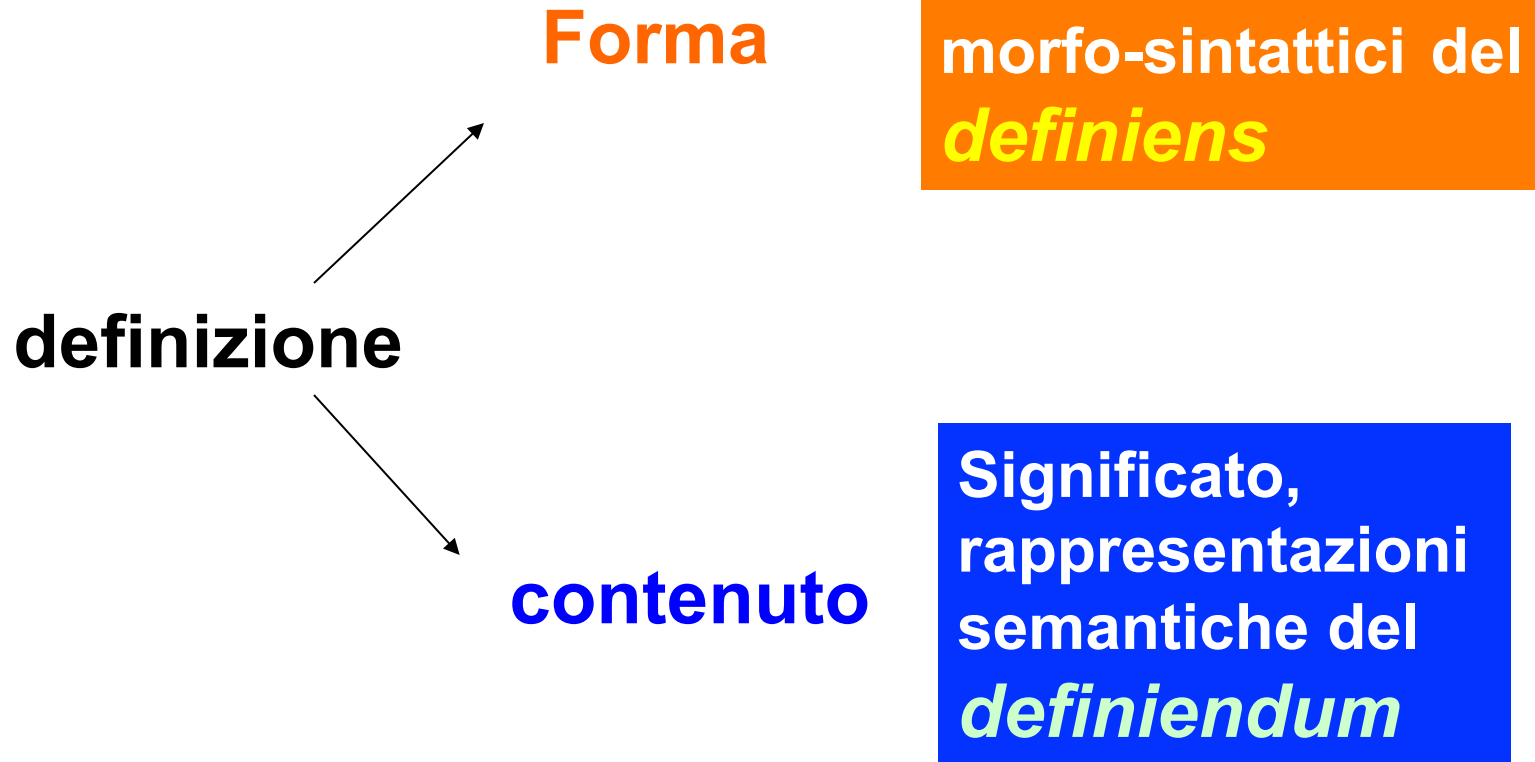 Forma
morfo-sintattici del
definiens
definizione
contenuto
Significato,
rappresentazioni
semantiche del
definiendum